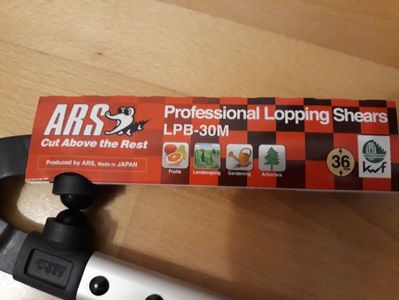 ARS
Cut Above the Rest
Produced by ARS, Made in JAPAN
Professional Lopping Shears
LPB-30M
Fruits
Landscaping
Gardening
Arborists
36
kwf